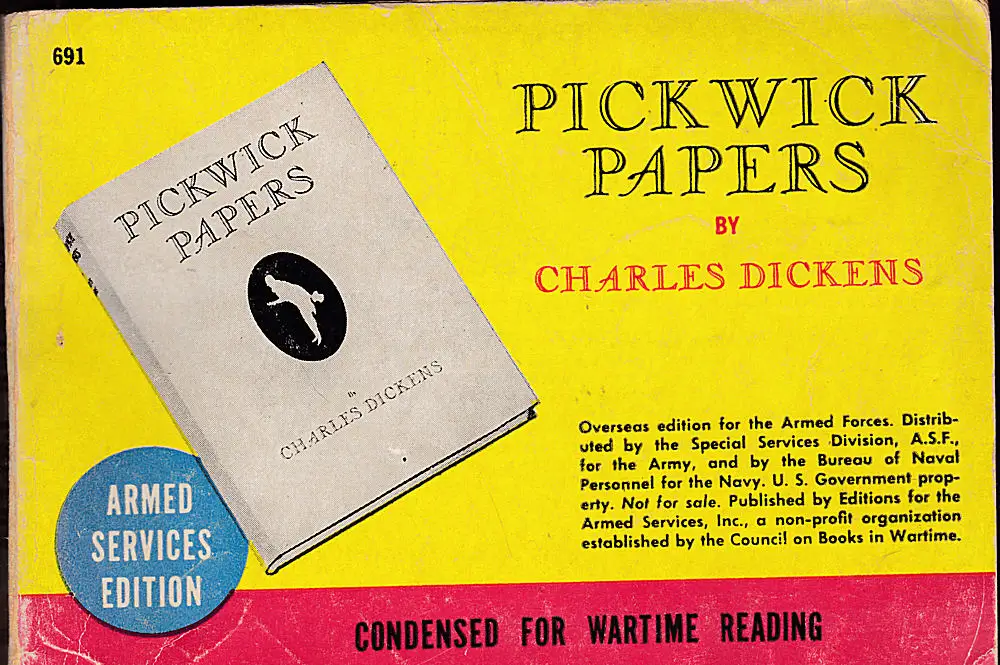 691
PICKWICK
PAPERS
BY
CHARLES DICKENS
PICKWICK
PAPERS
By
CHARLES DICKENS
Overseas edition for the Armed Forces. Distrib-
uted by the Special Services Division, A.S.F.,
for the Army, and by the Bureau of Naval
Personnel for the Navy. U. S. Government prop-
erty. Not for sale. Published by Editions for the
Armed Services, Inc., a non-profit organization
established by the Council on Books in Wartime.
ARMED
SERVICES
EDITION
CONDENSED FOR WARTIME READING